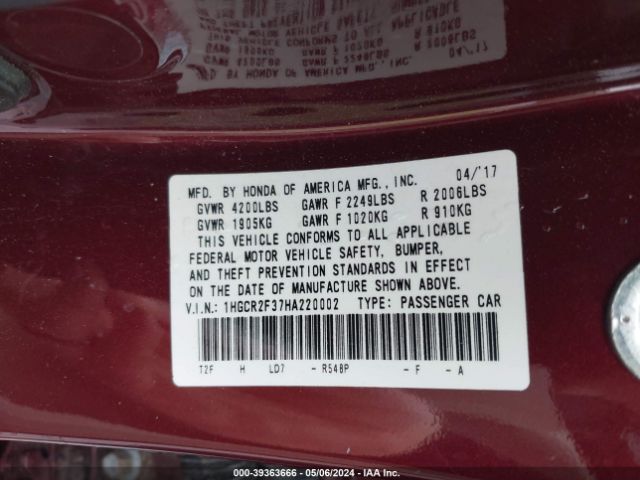 MFD. BY HONDA OF AMERICA MFG., INC. 04/'17
GVWR 4200LBS GAWR F 2249LBS R 2006LBS
GVWR 1905KG GAWR F 1020KG R 910KG
THIS VEHICLE CONFORMS TO ALL APPLICABLE
FEDERAL MOTOR VEHICLE SAFETY, BUMPER,
AND THEFT PREVENTION STANDARDS IN EFFECT
ON THE DATE OF MANUFACTURE SHOWN ABOVE.
V.I.N.: 1HGCR2F37HA220002 TYPE: PASSENGER CAR
T2F H LD7 - R548P - F - A
000-39363666 - 05/06/2024 - IAA Inc.